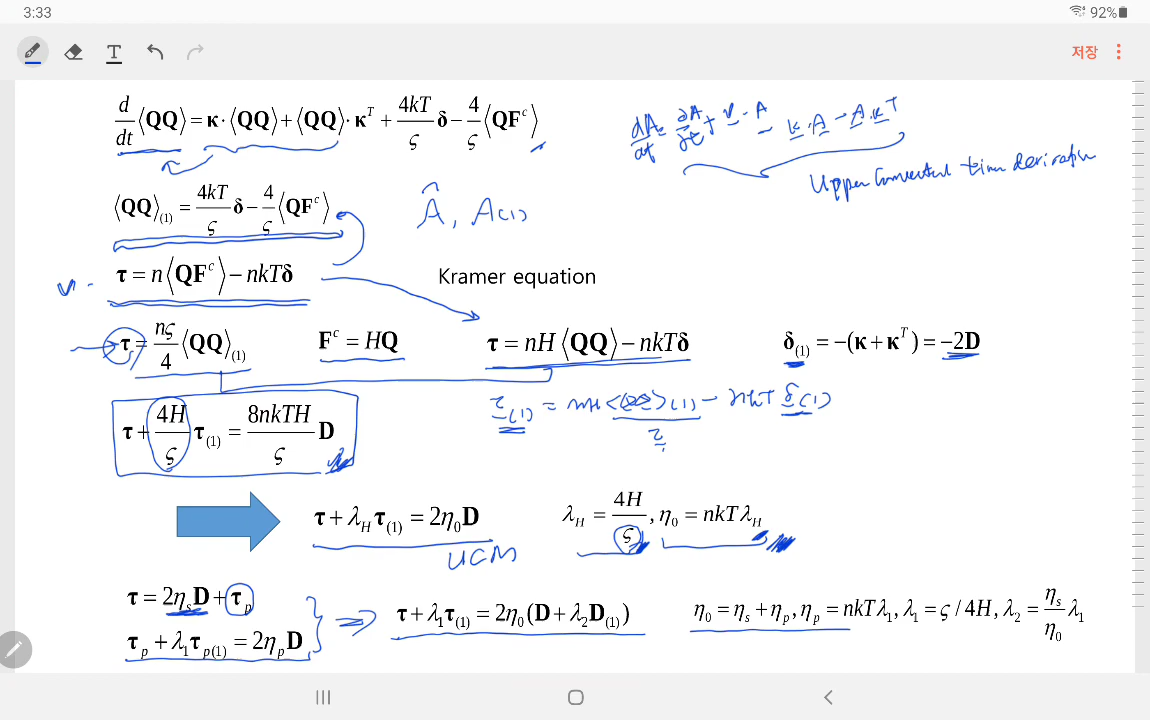 3:33 92%
T 저장
d/dt⟨QQ⟩ = κ·⟨QQ⟩ + ⟨QQ⟩·κ^T + 4kT/ς δ − 4/ς ⟨QF^c⟩
dA/dt = ∂A/∂t + v · A − κ·A − A·κ^T
Upper Convected time derivative
⟨QQ⟩_(1) = 4kT/ς δ − 4/ς ⟨QF^c⟩
Â, A(1)
τ = n⟨QF^c⟩ − nkTδ
Kramer equation
τ_s = nς/4 ⟨QQ⟩_(1) F^c = HQ τ = nH⟨QQ⟩ − nkTδ δ_(1) = −(κ + κ^T) = −2D
τ(1) = nH<QQ>(1) − nkT δ(1)
τ
τ + 4H/ς τ_(1) = 8nkTH/ς D
τ + λ_H τ_(1) = 2η_0 D λ_H = 4H/ς , η_0 = nkTλ_H
UCM
τ = 2η_s D + τ_p
τ_p + λ_1 τ_p(1) = 2η_p D
τ + λ_1 τ_(1) = 2η_0(D + λ_2 D_(1)) η_0 = η_s + η_p, η_p = nkTλ_1, λ_1 = ς / 4H, λ_2 = η_s/η_0 λ_1